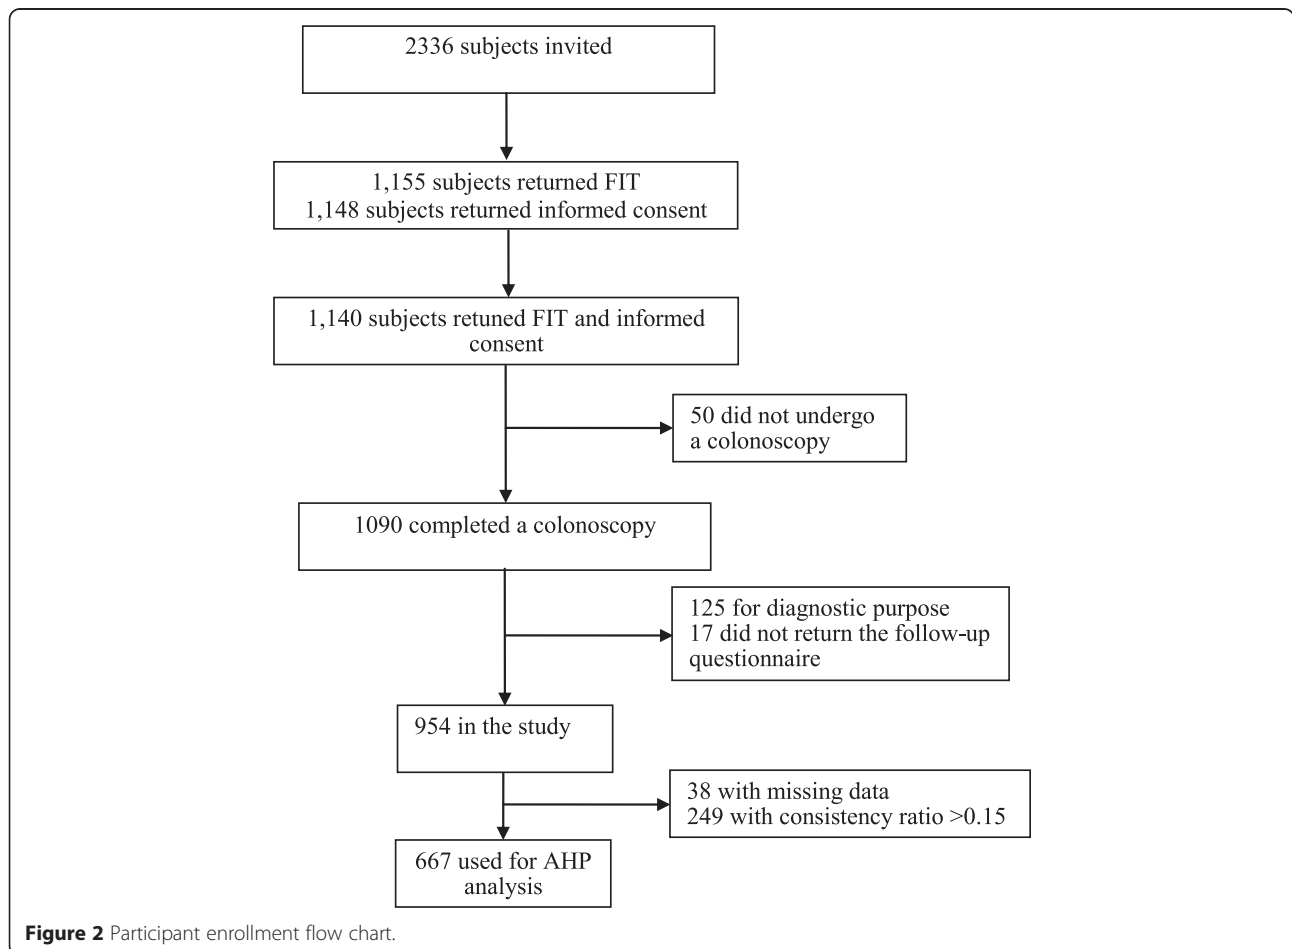 2336 subjects invited
1,155 subjects returned FIT
1,148 subjects returned informed consent
1,140 subjects retuned FIT and informed
consent
50 did not undergo
a colonoscopy
1090 completed a colonoscopy
125 for diagnostic purpose
17 did not return the follow-up
questionnaire
954 in the study
38 with missing data
249 with consistency ratio >0.15
667 used for AHP
analysis
Figure 2 Participant enrollment flow chart.